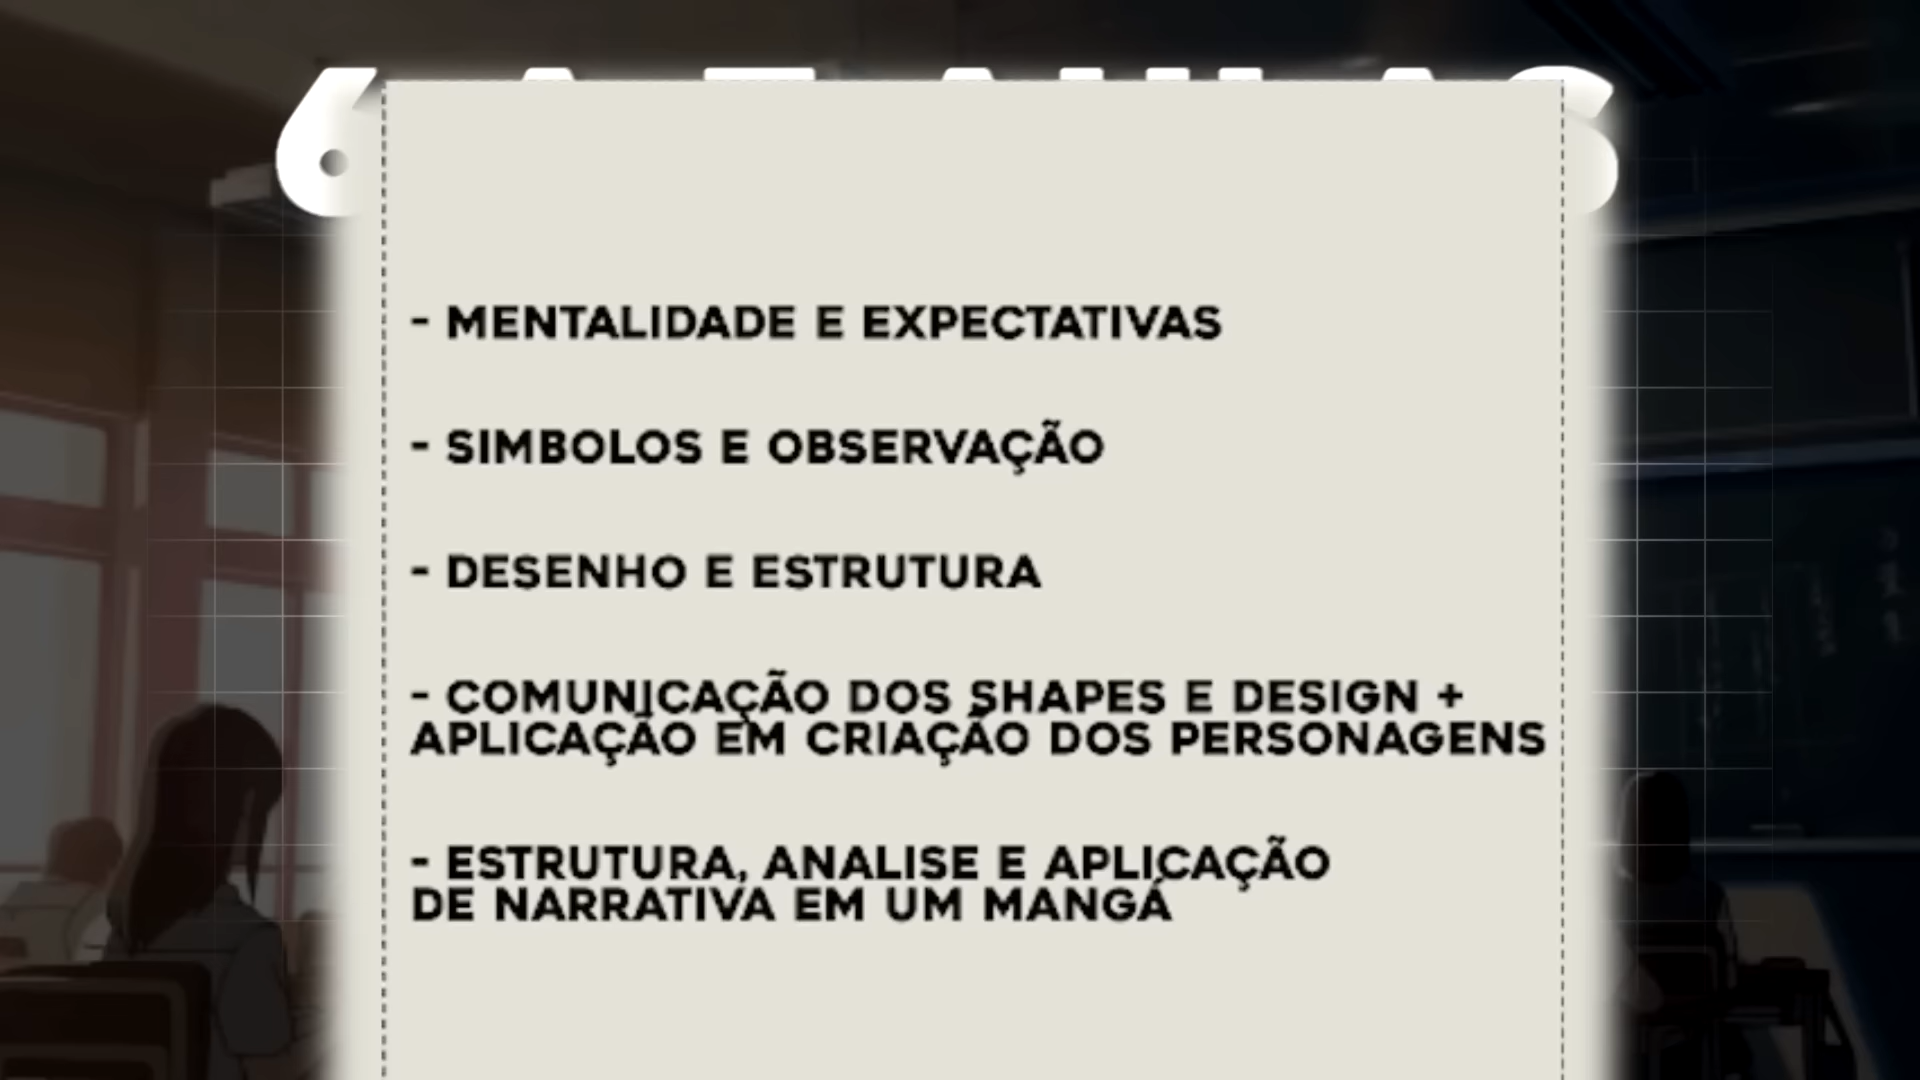 - MENTALIDADE E EXPECTATIVAS
- SIMBOLOS E OBSERVAÇÃO
- DESENHO E ESTRUTURA
- COMUNICAÇÃO DOS SHAPES E DESIGN +
APLICAÇÃO EM CRIAÇÃO DOS PERSONAGENS
- ESTRUTURA, ANALISE E APLICAÇÃO
DE NARRATIVA EM UM MANGÁ